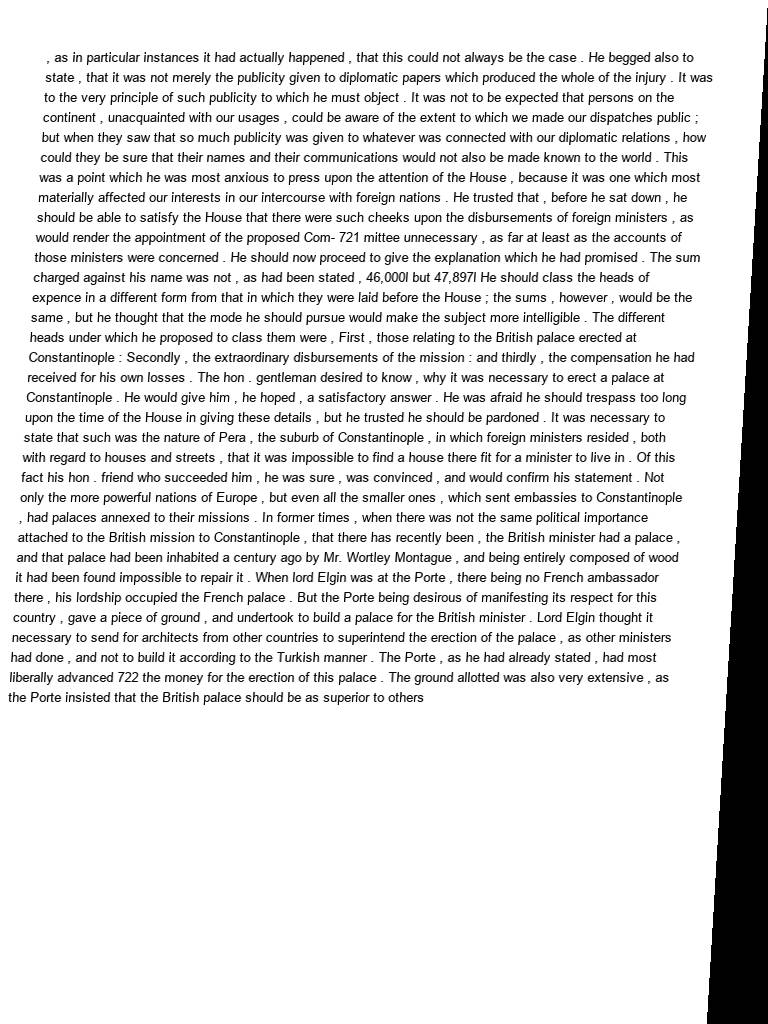 , as in particular instances it had actually happened , that this could not always be the case . He begged also to
state , that it was not merely the publicity given to diplomatic papers which produced the whole of the injury . It was
to the very principle of such publicity to which he must object . It was not to be expected that persons on the
continent , unacquainted with our usages , could be aware of the extent to which we made our dispatches public ;
but when they saw that so much publicity was given to whatever was connected with our diplomatic relations , how
could they be sure that their names and their communications would not also be made known to the world . This
was a point which he was most anxious to press upon the attention of the House , because it was one which most
materially affected our interests in our intercourse with foreign nations . He trusted that , before he sat down , he
should be able to satisfy the House that there were such cheeks upon the disbursements of foreign ministers , as
would render the appointment of the proposed Com- 721 mittee unnecessary , as far at least as the accounts of
those ministers were concerned . He should now proceed to give the explanation which he had promised . The sum
charged against his name was not , as had been stated , 46,000l but 47,897l He should class the heads of
expence in a different form from that in which they were laid before the House ; the sums , however , would be the
same , but he thought that the mode he should pursue would make the subject more intelligible . The different
heads under which he proposed to class them were , First , those relating to the British palace erected at
Constantinople : Secondly , the extraordinary disbursements of the mission : and thirdly , the compensation he had
received for his own losses . The hon . gentleman desired to know , why it was necessary to erect a palace at
Constantinople . He would give him , he hoped , a satisfactory answer . He was afraid he should trespass too long
upon the time of the House in giving these details , but he trusted he should be pardoned . It was necessary to
state that such was the nature of Pera , the suburb of Constantinople , in which foreign ministers resided , both
with regard to houses and streets , that it was impossible to find a house there fit for a minister to live in . Of this
fact his hon . friend who succeeded him , he was sure , was convinced , and would confirm his statement . Not
only the more powerful nations of Europe , but even all the smaller ones , which sent embassies to Constantinople
, had palaces annexed to their missions . In former times , when there was not the same political importance
attached to the British mission to Constantinople , that there has recently been , the British minister had a palace ,
and that palace had been inhabited a century ago by Mr. Wortley Montague , and being entirely composed of wood
it had been found impossible to repair it . When lord Elgin was at the Porte , there being no French ambassador
there , his lordship occupied the French palace . But the Porte being desirous of manifesting its respect for this
country , gave a piece of ground , and undertook to build a palace for the British minister . Lord Elgin thought it
necessary to send for architects from other countries to superintend the erection of the palace , as other ministers
had done , and not to build it according to the Turkish manner . The Porte , as he had already stated , had most
liberally advanced 722 the money for the erection of this palace . The ground allotted was also very extensive , as
the Porte insisted that the British palace should be as superior to others